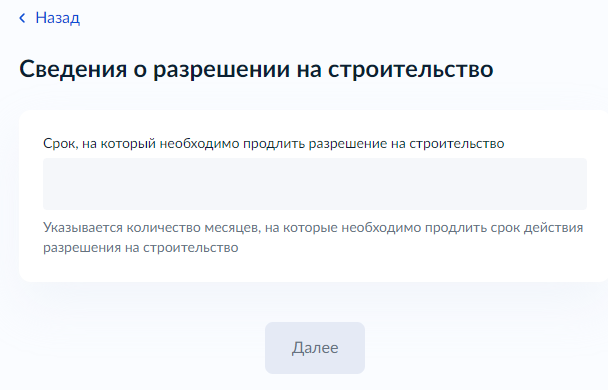 Назад
Сведения о разрешении на строительство
Срок, на который необходимо продлить разрешение на строительство
Указывается количество месяцев, на которые необходимо продлить срок действия
разрешения на строительство
Далее